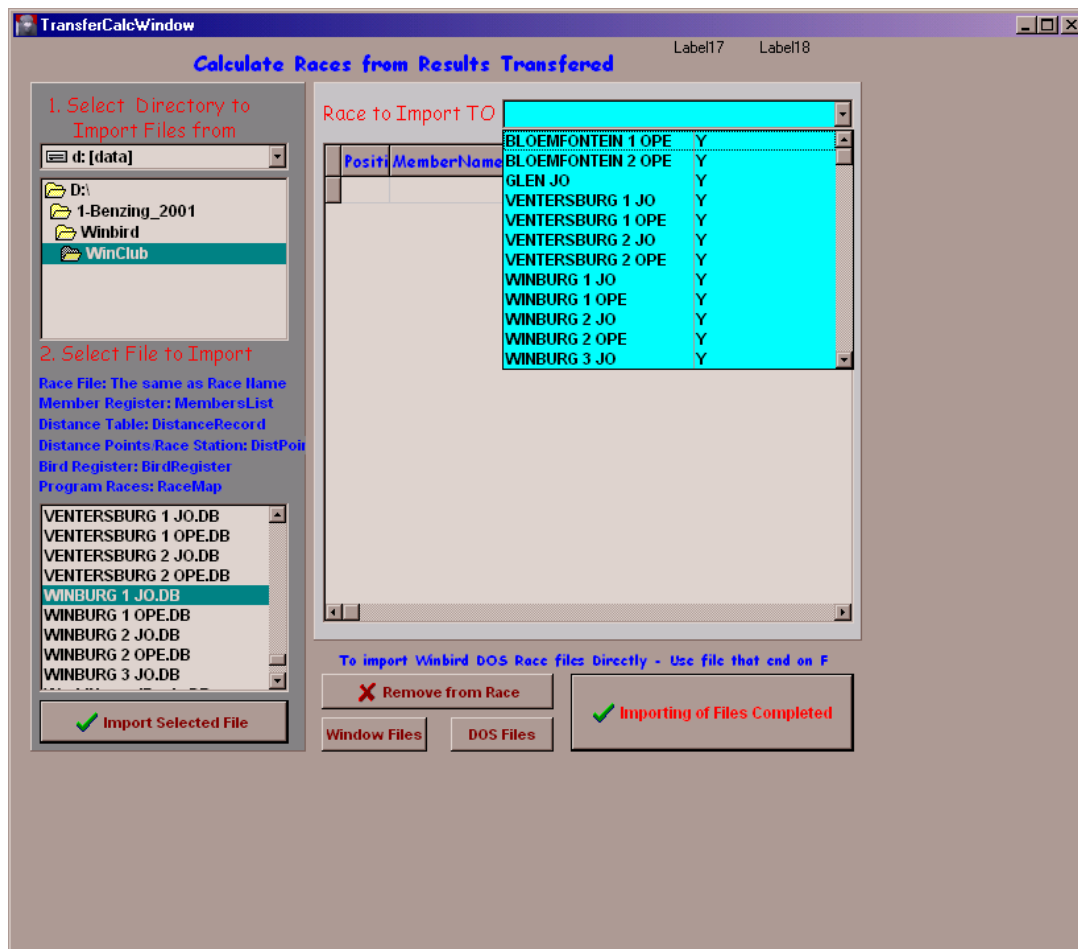 TransferCalcWindow
Label17 Label18
Calculate Races from Results Transfered
1. Select Directory to
Import Files from
d: [data]
D:\
1-Benzing_2001
Winbird
WinClub
2. Select File to Import
Race File: The same as Race Name
Member Register: MembersList
Distance Table: DistanceRecord
Distance Points/Race Station: DistPoin
Bird Register: BirdRegister
Program Races: RaceMap
VENTERSBURG 1 JO.DB
VENTERSBURG 1 OPE.DB
VENTERSBURG 2 JO.DB
VENTERSBURG 2 OPE.DB
WINBURG 1 JO.DB
WINBURG 1 OPE.DB
WINBURG 2 JO.DB
WINBURG 2 OPE.DB
WINBURG 3 JO.DB
Import Selected File
Race to Import TO
Positi MemberName
BLOEMFONTEIN 1 OPE Y
BLOEMFONTEIN 2 OPE Y
GLEN JO Y
VENTERSBURG 1 JO Y
VENTERSBURG 1 OPE Y
VENTERSBURG 2 JO Y
VENTERSBURG 2 OPE Y
WINBURG 1 JO Y
WINBURG 1 OPE Y
WINBURG 2 JO Y
WINBURG 2 OPE Y
WINBURG 3 JO Y
To import Winbird DOS Race files Directly - Use file that end on F
Remove from Race
Window Files
DOS Files
Importing of Files Completed